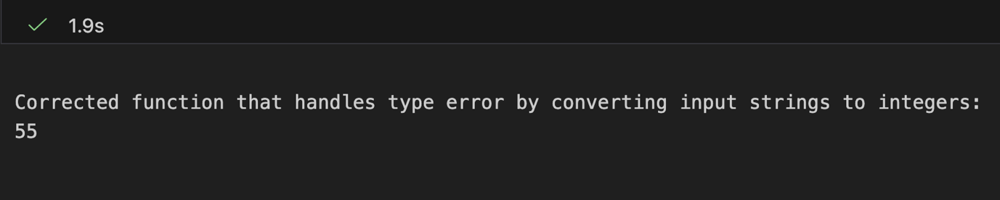 1.9s
Corrected function that handles type error by converting input strings to integers:
55